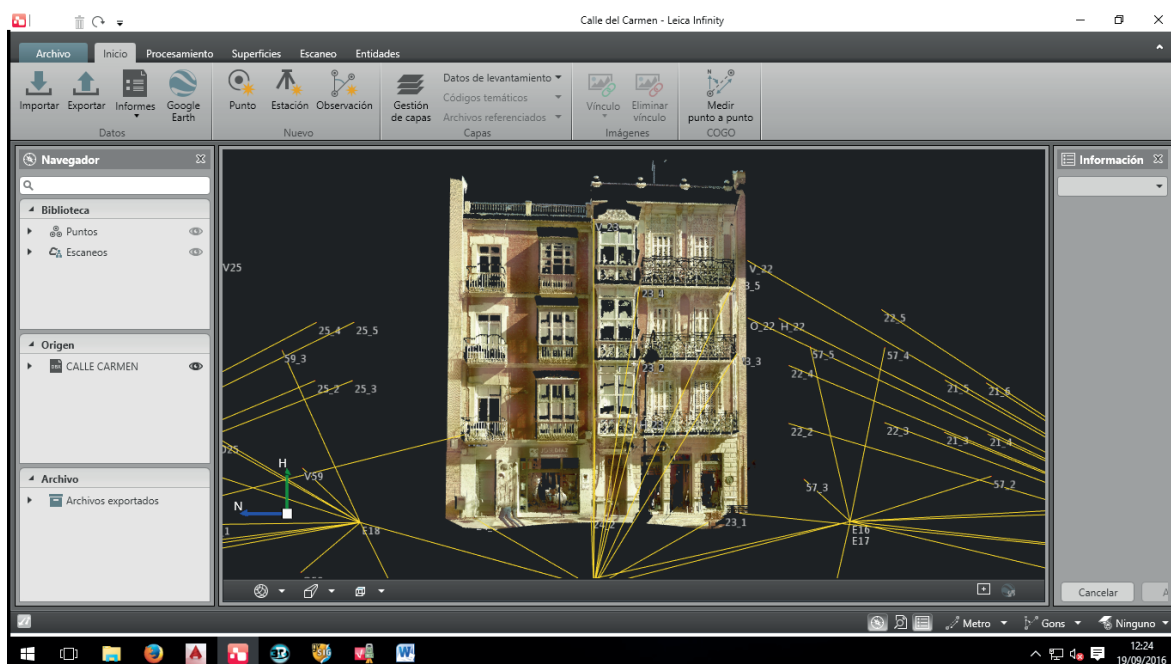 Calle del Carmen - Leica Infinity
Archivo Inicio Procesamiento Superficies Escaneo Entidades
Importar Exportar Informes Google Earth
Datos
Punto Estación Observación
Nuevo
Gestión de capas
Datos de levantamiento
Códigos temáticos
Archivos referenciados
Capas
Vínculo Eliminar vínculo
Imágenes
Medir punto a punto
COGO
Navegador
Biblioteca
Puntos
Escaneos
Origen
CALLE CARMEN
Archivo
Archivos exportados
Información
V25
V_22
3_5
23_4
O_22 H_22
22_5
25_4 25_5
59_3
57_5
57_4
3_3
23_2
22_4
25_2 25_3
21_5
21_6
22_2
22_3
21_3
21_4
H
V59
57_3
57_2
N
1
E18
24_2
23_1
E16
E17
Cancelar A
Metro Gons Ninguno
12:24
19/09/2016